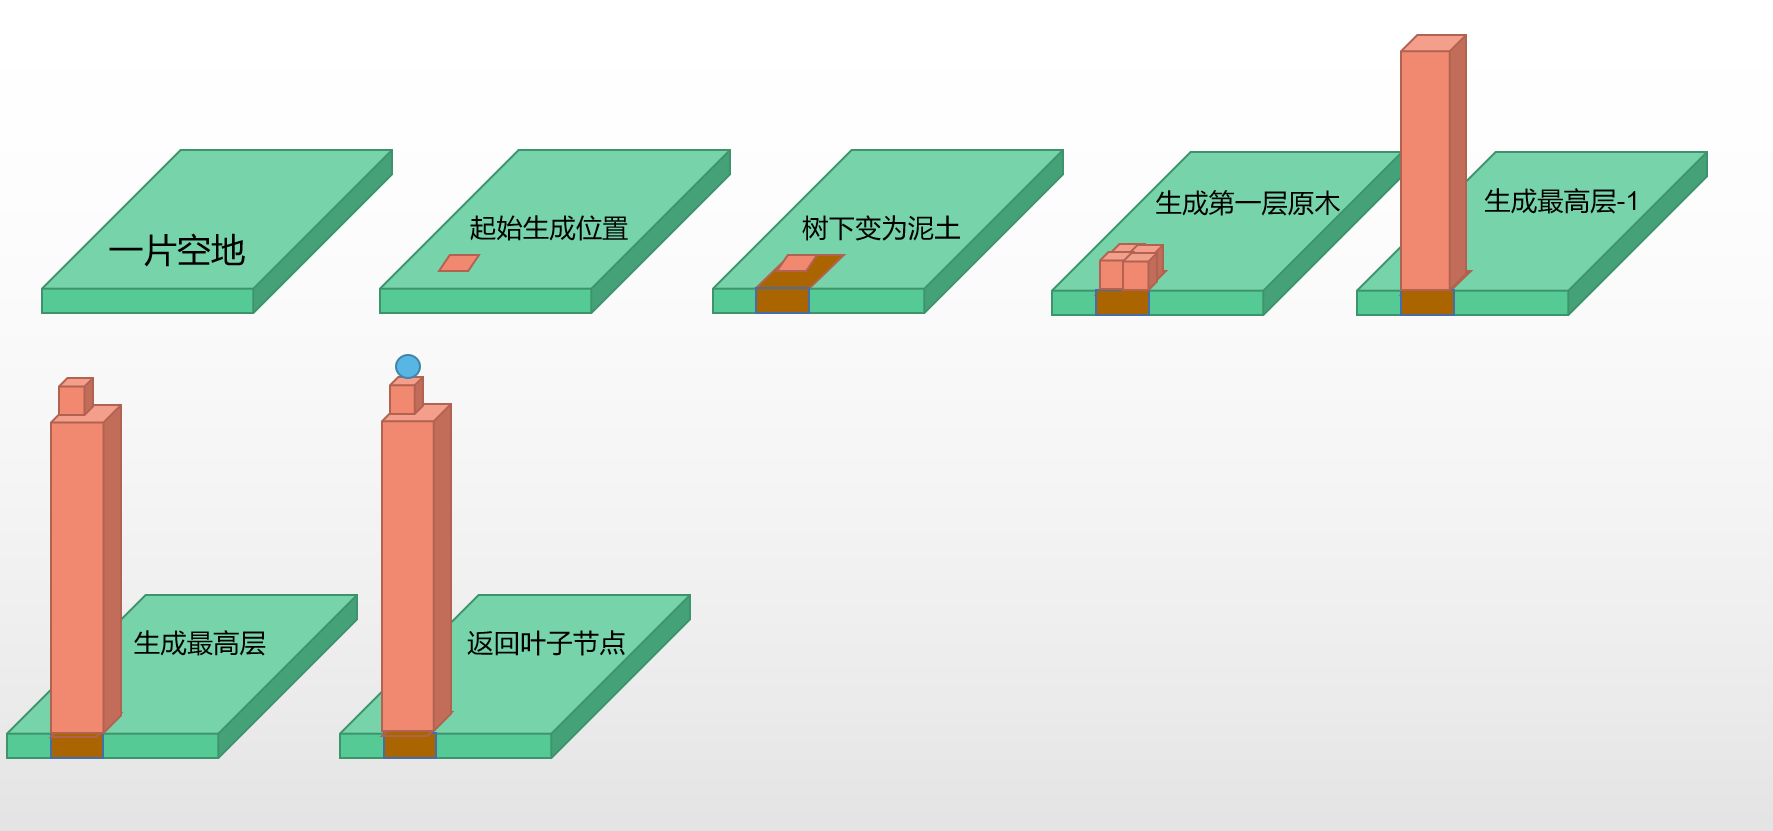 一片空地
起始生成位置
树下变为泥土
生成第一层原木
生成最高层-1
生成最高层
返回叶子节点